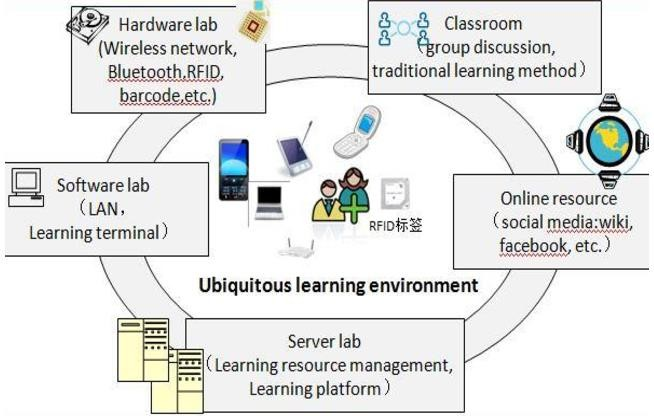 Hardware lab
(Wireless network,
Bluetooth,RFID,
barcode,etc.)
Classroom
（group discussion,
traditional learning method）
Software lab
（LAN，
Learning terminal)
Online resource
（social media:wiki,
facebook, etc.）
RFID标签
Ubiquitous learning environment
Server lab
（Learning resource management,
Learning platform）